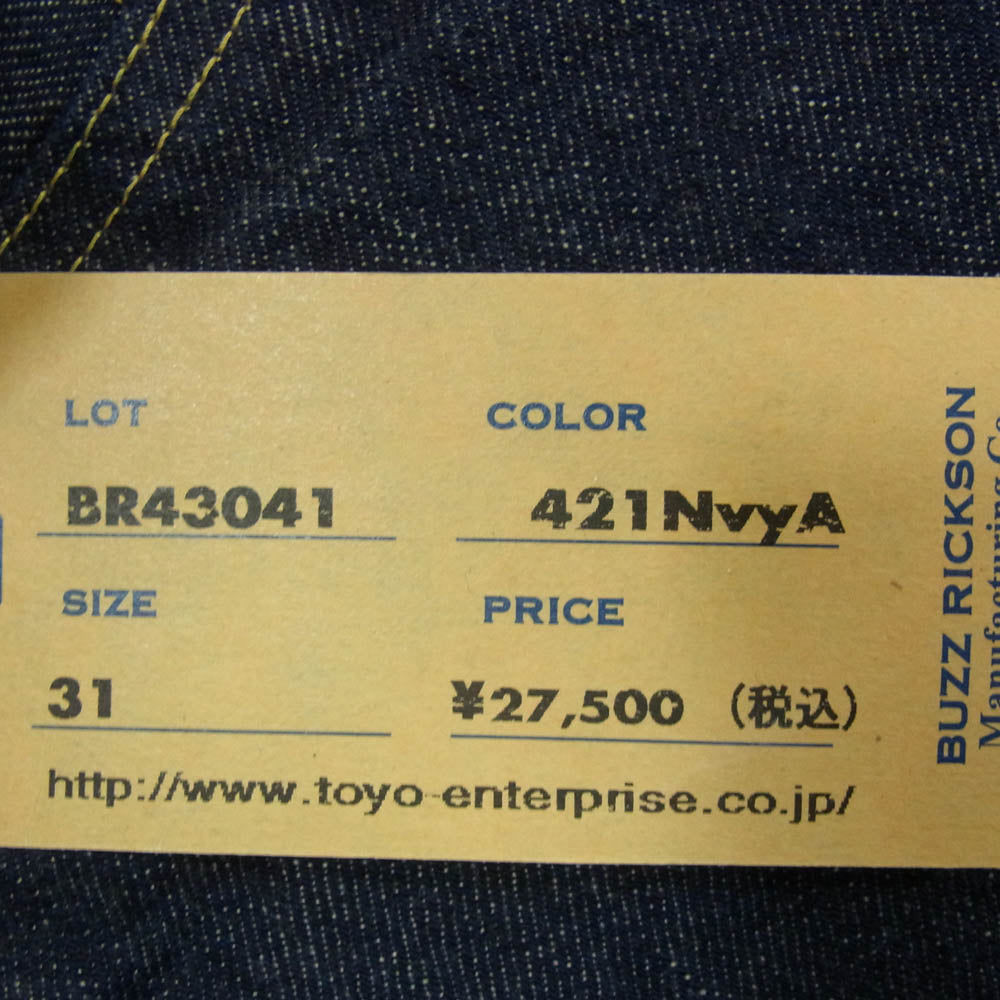 LOT
COLOR
BR43041
421NvyA
SIZE
PRICE
31
¥27,500 (税込)
http://www.toyo-enterprise.co.jp/
BUZZ RICKSON
Manufacturing